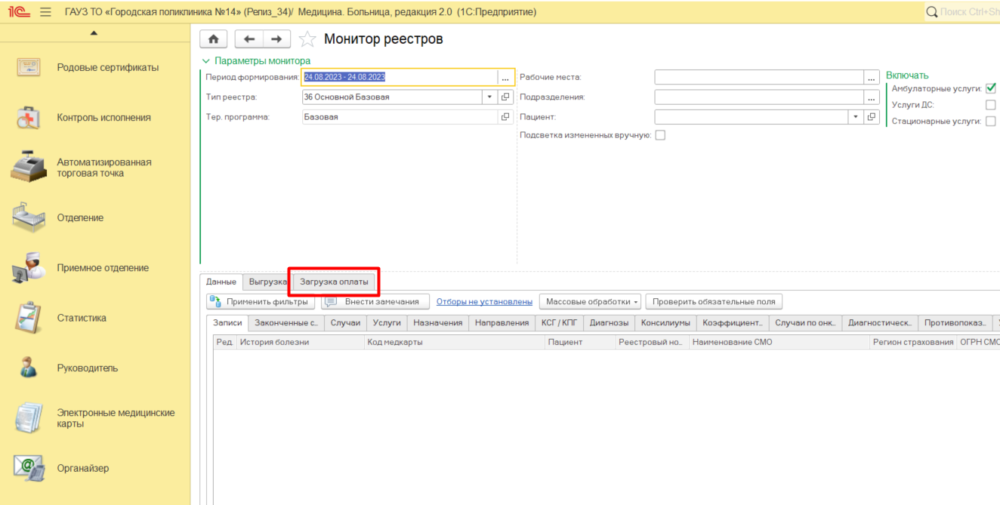 1С ГАУЗ ТО «Городская поликлиника №14» (Репиз_34)/ Медицина. Больница, редакция 2.0 (1С:Предприятие) Поиск Ctrl+Sh
Родовые сертификаты
Контроль исполнения
Автоматизированная
торговая точка
Отделение
Приемное отделение
Статистика
Руководитель
Электронные медицинские
карты
Органайзер
Монитор реестров
Параметры монитора
Период формирования: 24.08.2023 - 24.08.2023 ...
Тип реестра: 36 Основной Базовая
Тер. программа: Базовая
Рабочие места: ...
Подразделения: ...
Пациент:
Подсветка измененных вручную:
Включать
Амбулаторные услуги:
Услуги ДС:
Стационарные услуги:
Данные Выгрузка Загрузка оплаты
Применить фильтры Внести замечания Отборы не установлены Массовые обработки Проверить обязательные поля
Записи Законченные с... Случаи Услуги Назначения Направления КСГ / КПГ Диагнозы Консилиумы Коэффициент... Случаи по онк... Диагностическ... Противопоказ...
Ред. История болезни Код медкарты Пациент Реестровый но... Наименование СМО Регион страхования ОГРН СМО